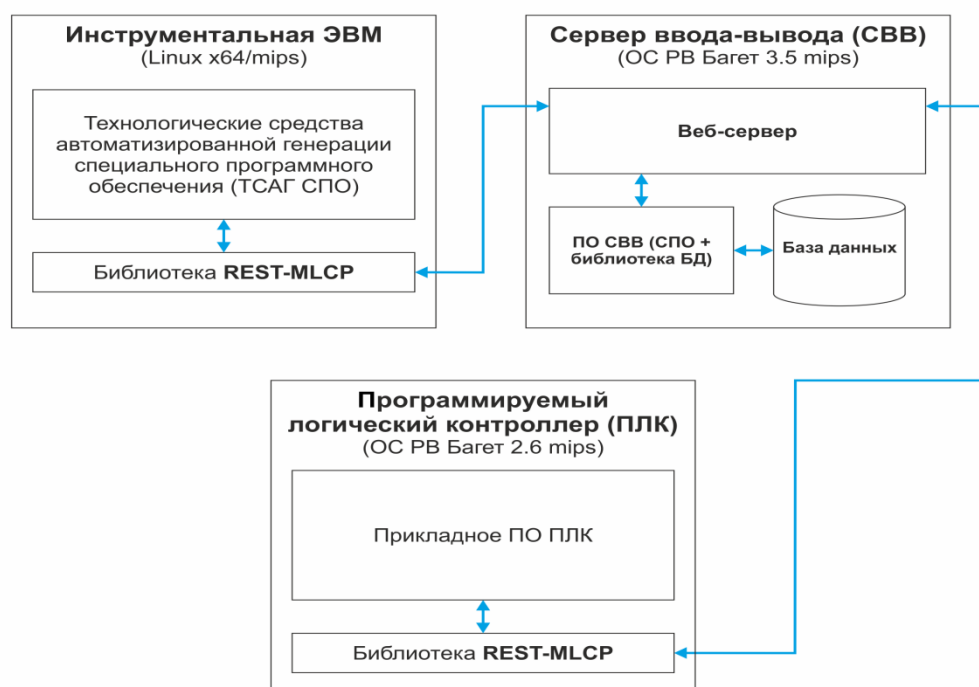 Инструментальная ЭВМ
(Linux x64/mips)
Технологические средства
автоматизированной генерации
специального программного
обеспечения (ТСАГ СПО)
Библиотека REST-MLCP
Сервер ввода-вывода (СВВ)
(ОС РВ Багет 3.5 mips)
Веб-сервер
ПО СВВ (СПО +
библиотека БД)
База данных
Программируемый
логический контроллер (ПЛК)
(ОС РВ Багет 2.6 mips)
Прикладное ПО ПЛК
Библиотека REST-MLCP